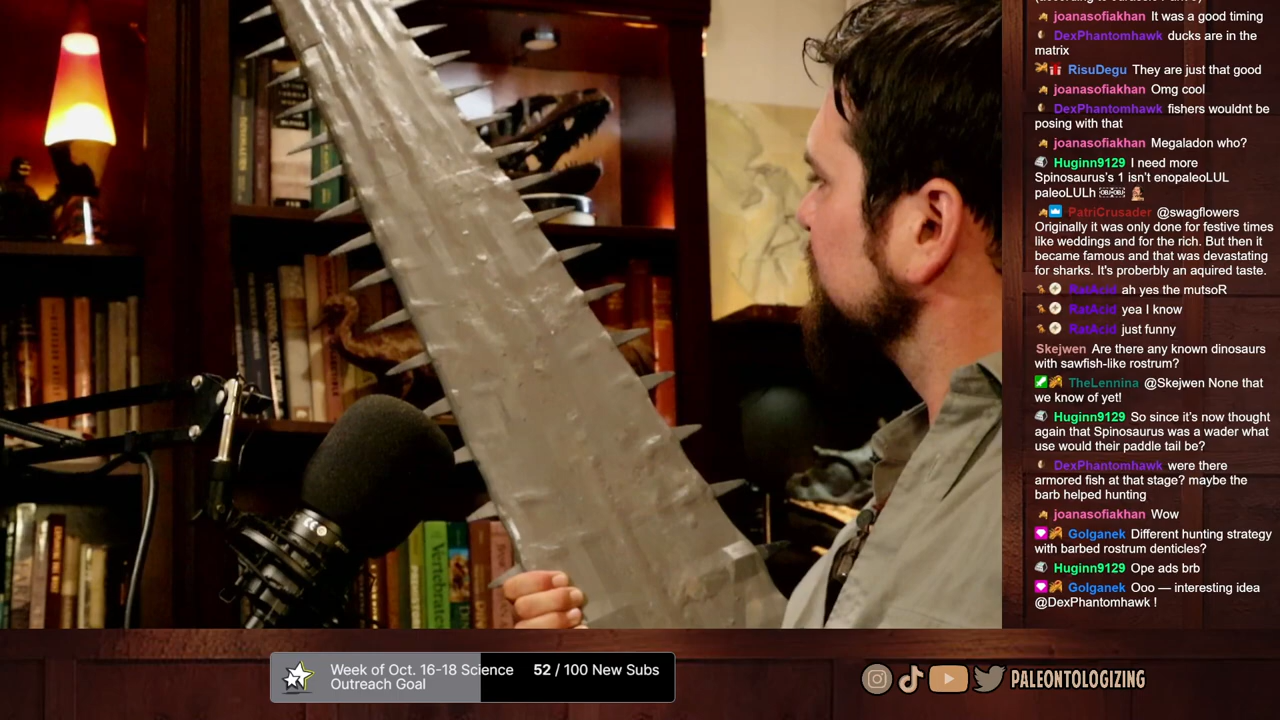 joanasofiakhan It was a good timing
DexPhantomhawk ducks are in the
matrix
RisuDegu They are just that good
joanasofiakhan Omg cool
DexPhantomhawk fishers wouldnt be
posing with that
joanasofiakhan Megaladon who?
Huginn9129 I need more
Spinosaurus's 1 isn't enopaleoLUL
paleoLULh
PatriCrusader @swagflowers
Originally it was only done for festive times
like weddings and for the rich. But then it
became famous and that was devastating
for sharks. It's proberbly an aquired taste.
RatAcid ah yes the mutsoR
RatAcid yea I know
RatAcid just funny
Skejwen Are there any known dinosaurs
with sawfish-like rostrum?
TheLennina @Skejwen None that
we know of yet!
Huginn9129 So since it's now thought
again that Spinosaurus was a wader what
use would their paddle tail be?
DexPhantomhawk were there
armored fish at that stage? maybe the
barb helped hunting
joanasofiakhan Wow
Golganek Different hunting strategy
with barbed rostrum denticles?
Huginn9129 Ope ads brb
Golganek Ooo — interesting idea
@DexPhantomhawk !
Vertebrate
Week of Oct. 16-18 Science
Outreach Goal
52 / 100 New Subs
PALEONTOLOGIZING